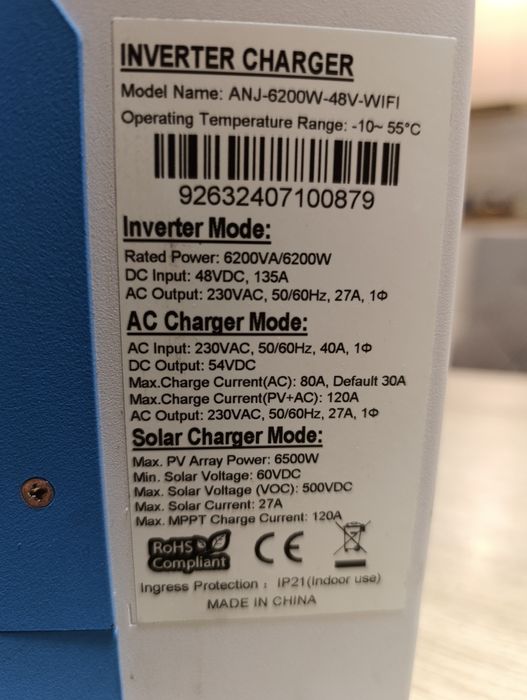 INVERTER CHARGER
Model Name: ANJ-6200W-48V-WIFI
Operating Temperature Range: -10~ 55°C
92632407100879
Inverter Mode:
Rated Power: 6200VA/6200W
DC Input: 48VDC, 135A
AC Output: 230VAC, 50/60Hz, 27A, 1Φ
AC Charger Mode:
AC Input: 230VAC, 50/60Hz, 40A, 1Φ
DC Output: 54VDC
Max.Charge Current(AC): 80A, Default 30A
Max.Charge Current(PV+AC): 120A
AC Output: 230VAC, 50/60Hz, 27A, 1Φ
Solar Charger Mode:
Max. PV Array Power: 6500W
Min. Solar Voltage: 60VDC
Max. Solar Voltage (VOC): 500VDC
Max. Solar Current: 27A
Max. MPPT Charge Current: 120A
RoHS
Compliant
CE
Ingress Protection : IP21(Indoor use)
MADE IN CHINA